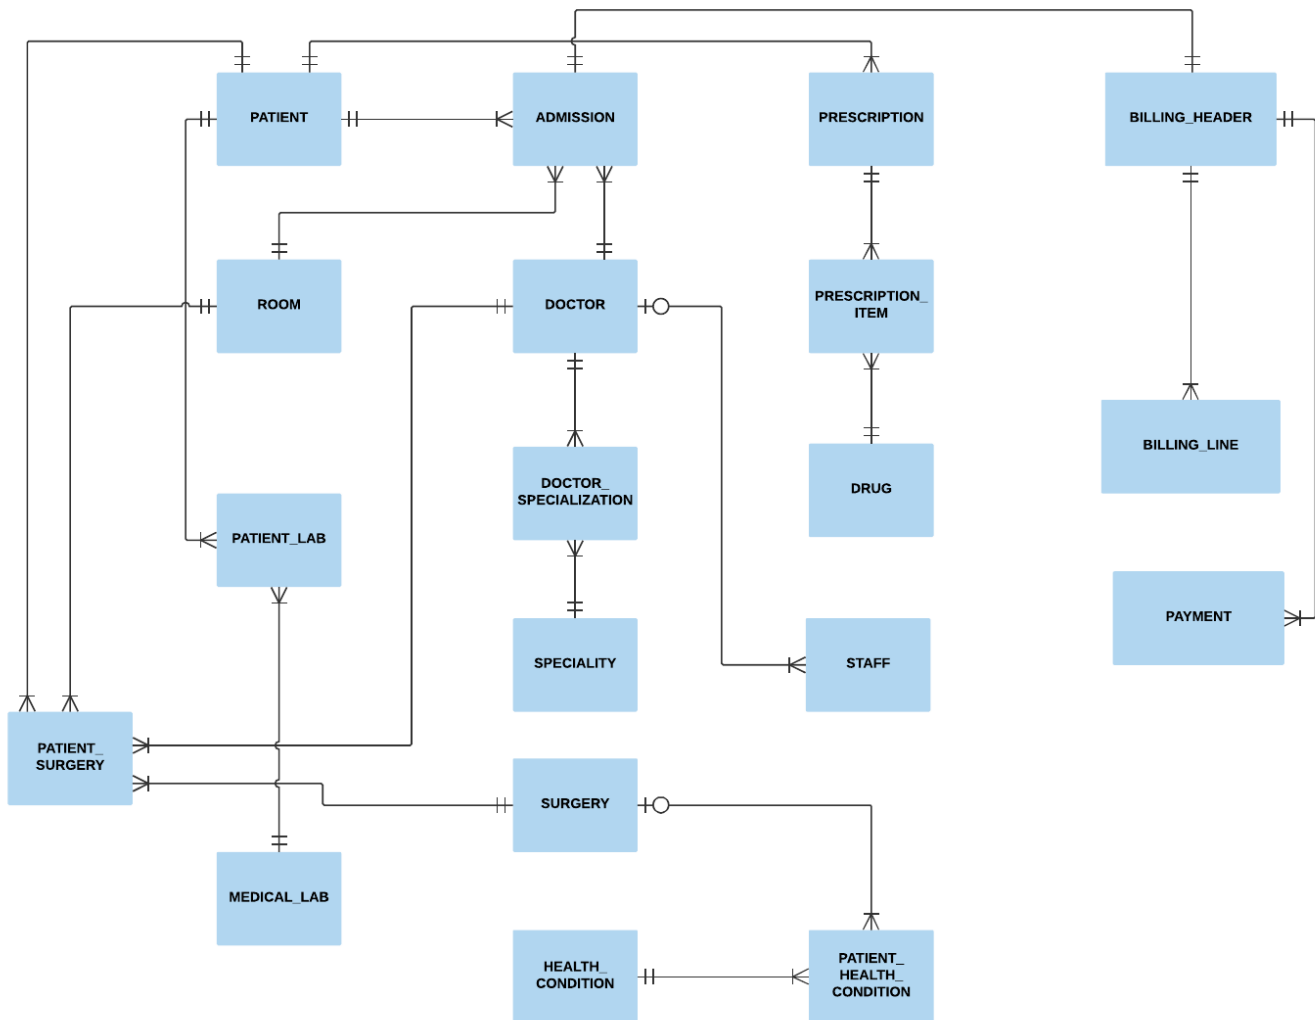 PATIENT
ADMISSION
PRESCRIPTION
BILLING_HEADER
ROOM
DOCTOR
PRESCRIPTION_
ITEM
BILLING_LINE
DOCTOR_
SPECIALIZATION
DRUG
PATIENT_LAB
PAYMENT
SPECIALITY
STAFF
PATIENT_
SURGERY
SURGERY
MEDICAL_LAB
HEALTH_
CONDITION
PATIENT_
HEALTH_
CONDITION